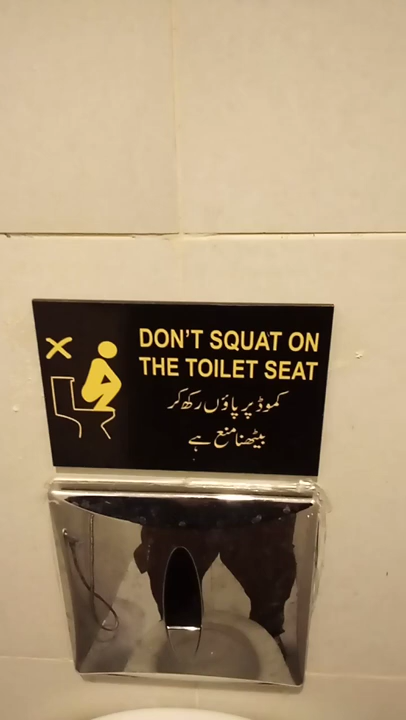 DON'T SQUAT ON
THE TOILET SEAT
کموڈ پر پاؤں رکھ کر
بیٹھنا منع ہے